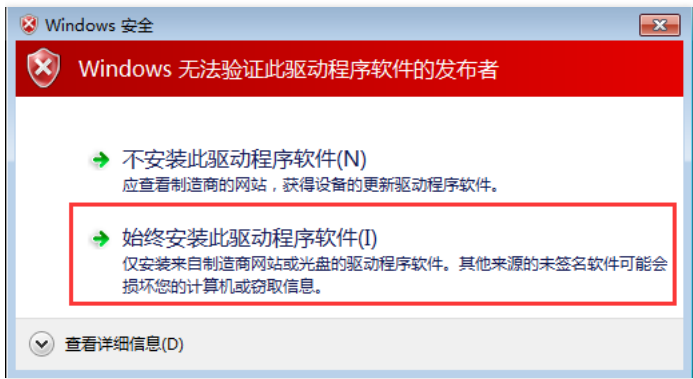 Windows 安全
Windows 无法验证此驱动程序软件的发布者
不安装此驱动程序软件(N)
应查看制造商的网站，获得设备的更新驱动程序软件。
始终安装此驱动程序软件(I)
仅安装来自制造商网站或光盘的驱动程序软件。其他来源的未签名软件可能会
损坏您的计算机或窃取信息。
查看详细信息(D)